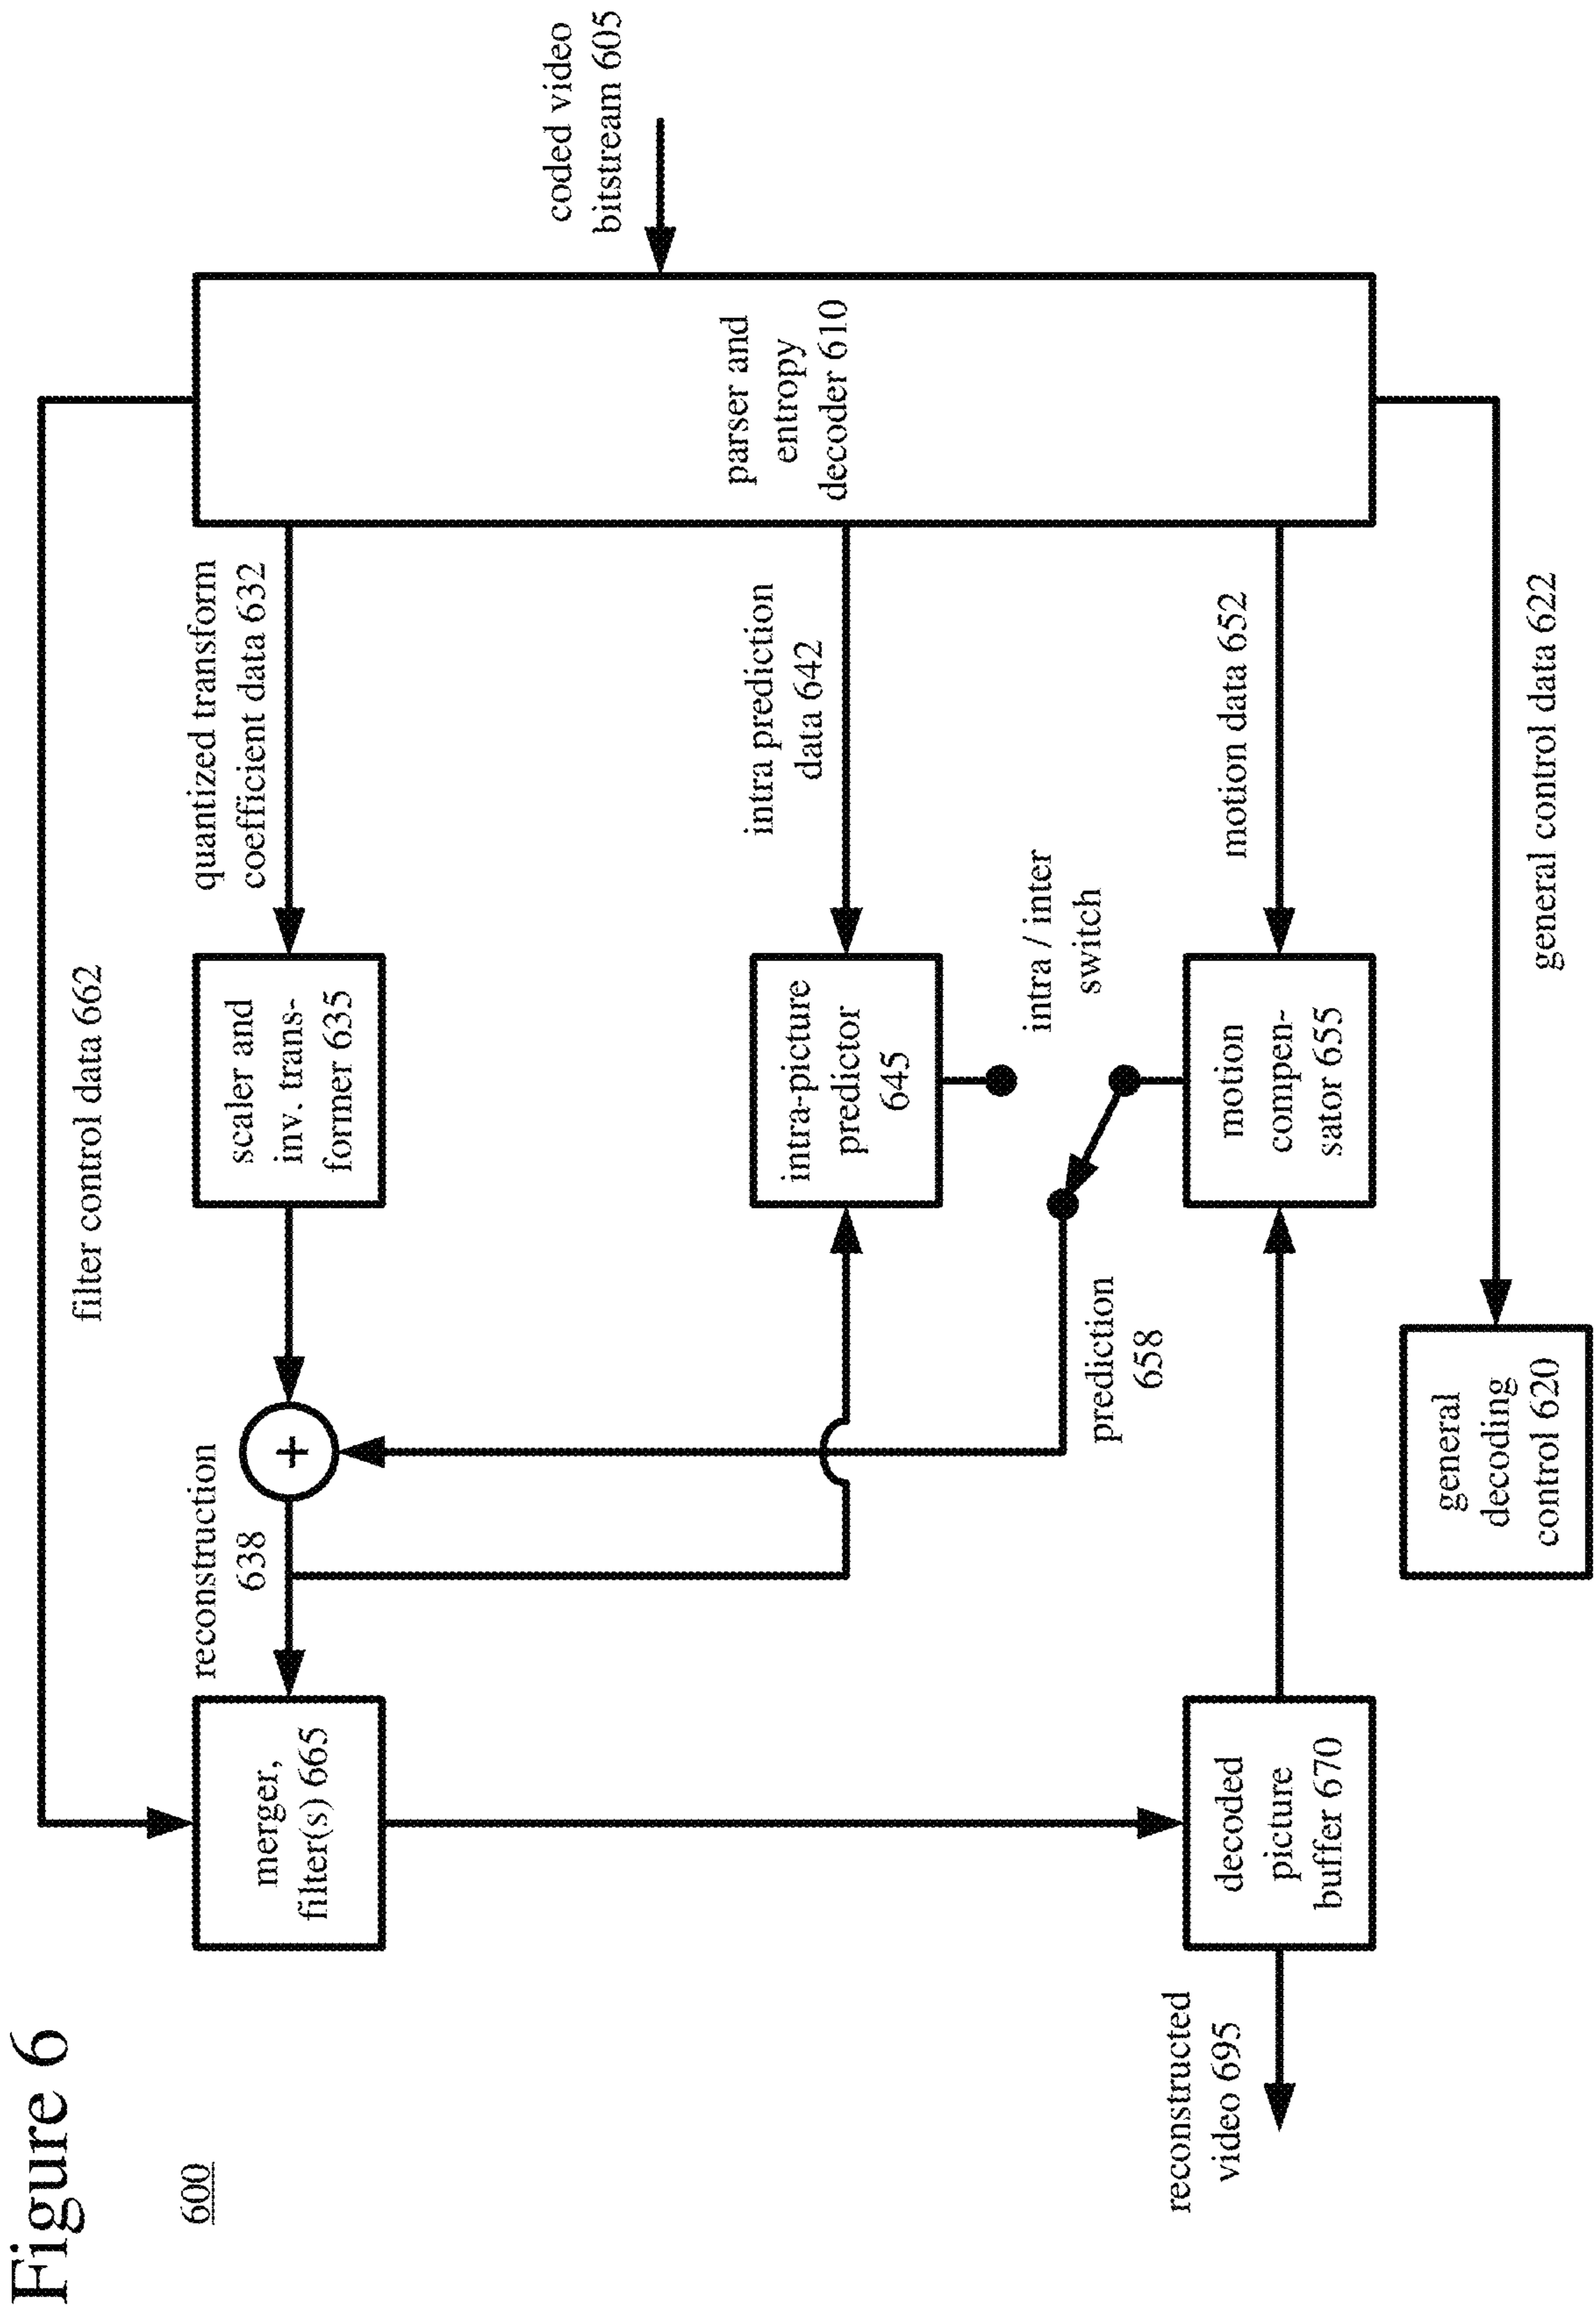 Figure 6
600
coded video
bitstream 605
parser and
entropy
decoder 610
filter control data 662
quantized transform
coefficient data 632
scaler and
inv. trans-
former 635
+
reconstruction
638
merger,
filter(s) 665
intra prediction
data 642
intra-picture
predictor
645
intra / inter
switch
prediction
658
motion data 652
motion
compen-
sator 655
decoded
picture
buffer 670
reconstructed
video 695
general control data 622
general
decoding
control 620